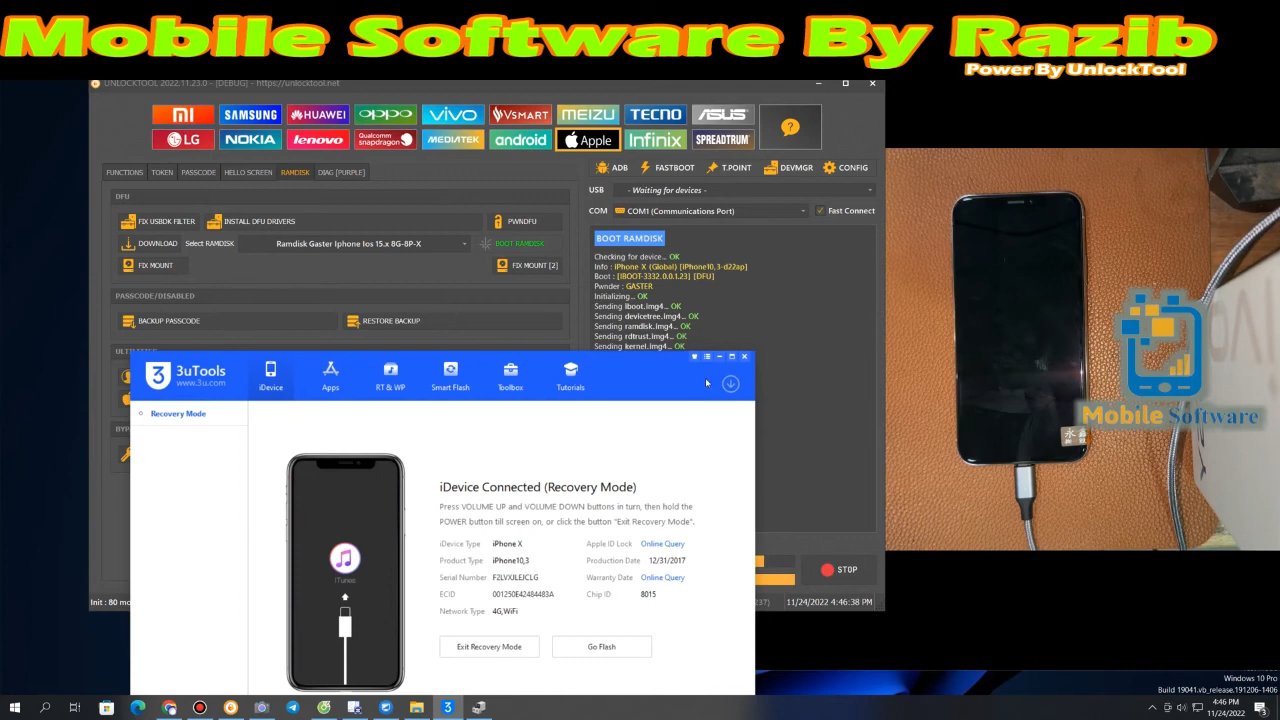 Mobile Software By Razib
Power By UnlockTool
UNLOCKTOOL 2022.11.23.0 - [DEBUG] - https://unlocktool.net
MI SAMSUNG HUAWEI OPPO VIVO VSMART MEIZU TECNO ASUS
LG NOKIA lenovo Qualcomm snapdragon MEDIATEK android Apple Infinix SPREADTRUM
?
FUNCTIONS TOKEN PASSCODE HELLO SCREEN RAMDISK DIAG [PURPLE]
ADB FASTBOOT T.POINT DEVMGR CONFIG
DFU
USB - Waiting for devices -
FIX USBDK FILTER INSTALL DFU DRIVERS PWNDFU
COM COM1 (Communications Port) Fast Connect
DOWNLOAD Select RAMDISK Ramdisk Gaster Iphone Ios 15.x 8G-8P-X BOOT RAMDISK
FIX MOUNT FIX MOUNT [2]
PASSCODE/DISABLED
BACKUP PASSCODE RESTORE BACKUP
BOOT RAMDISK
Checking for device... OK
Info : iPhone X (Global) [iPhone10,3-d22ap]
Boot : [IBOOT-3332.0.0.1.23] [DFU]
Pwnder : GASTER
Initializing... OK
Sending iboot.img4... OK
Sending devicetree.img4... OK
Sending ramdisk.img4... OK
Sending rdtrust.img4... OK
Sending kernel.img4... OK
3 3uTools
www.3u.com
iDevice Apps RT & WP Smart Flash Toolbox Tutorials
Recovery Mode
iTunes
iDevice Connected (Recovery Mode)
Press VOLUME UP and VOLUME DOWN buttons in turn, then hold the
POWER button till screen on, or click the button "Exit Recovery Mode".
iDevice Type iPhone X Apple ID Lock Online Query
Product Type iPhone10,3 Production Date 12/31/2017
Serial Number F2LVXJLEJCLG Warranty Date Online Query
ECID 001250E42484483A Chip ID 8015
Network Type 4G,WiFi
Exit Recovery Mode Go Flash
STOP
237) 11/24/2022 4:46:38 PM
Mobile Software
永鑫
Windows 10 Pro
Build 19041.vb_release.191206-1406
4:46 PM
11/24/2022
3